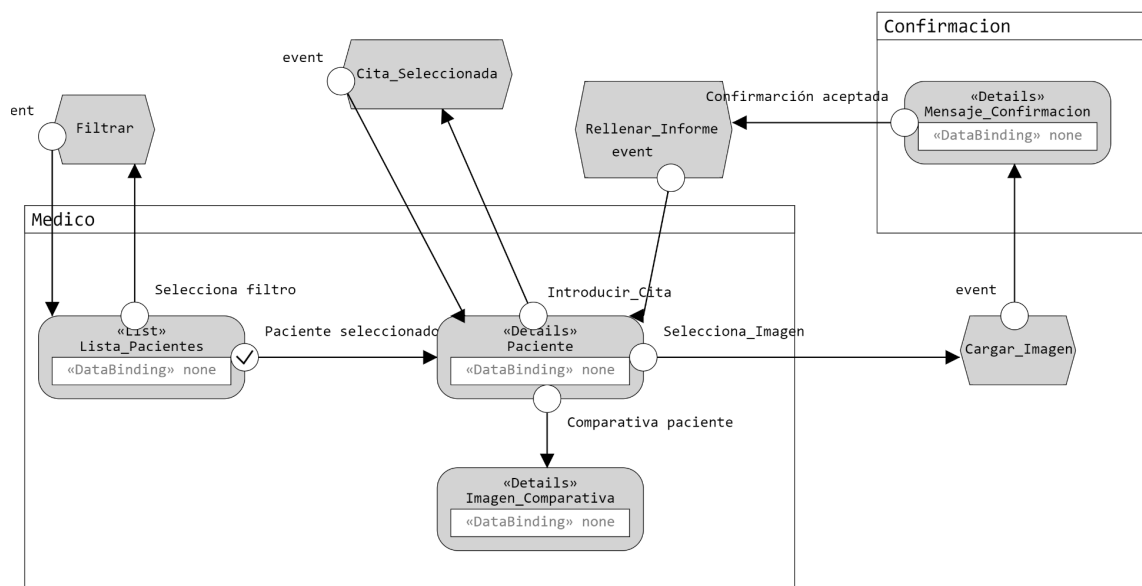 Confirmacion
event
Cita_Seleccionada
«Details»
Mensaje_Confirmacion
«DataBinding» none
Confirmarción aceptada
ent
Filtrar
Rellenar_Informe
event
Medico
Selecciona filtro
Introducir_Cita
event
«List»
Lista_Pacientes
«DataBinding» none
Paciente seleccionado
«Details»
Paciente
«DataBinding» none
Selecciona_Imagen
Cargar_Imagen
Comparativa paciente
«Details»
Imagen_Comparativa
«DataBinding» none